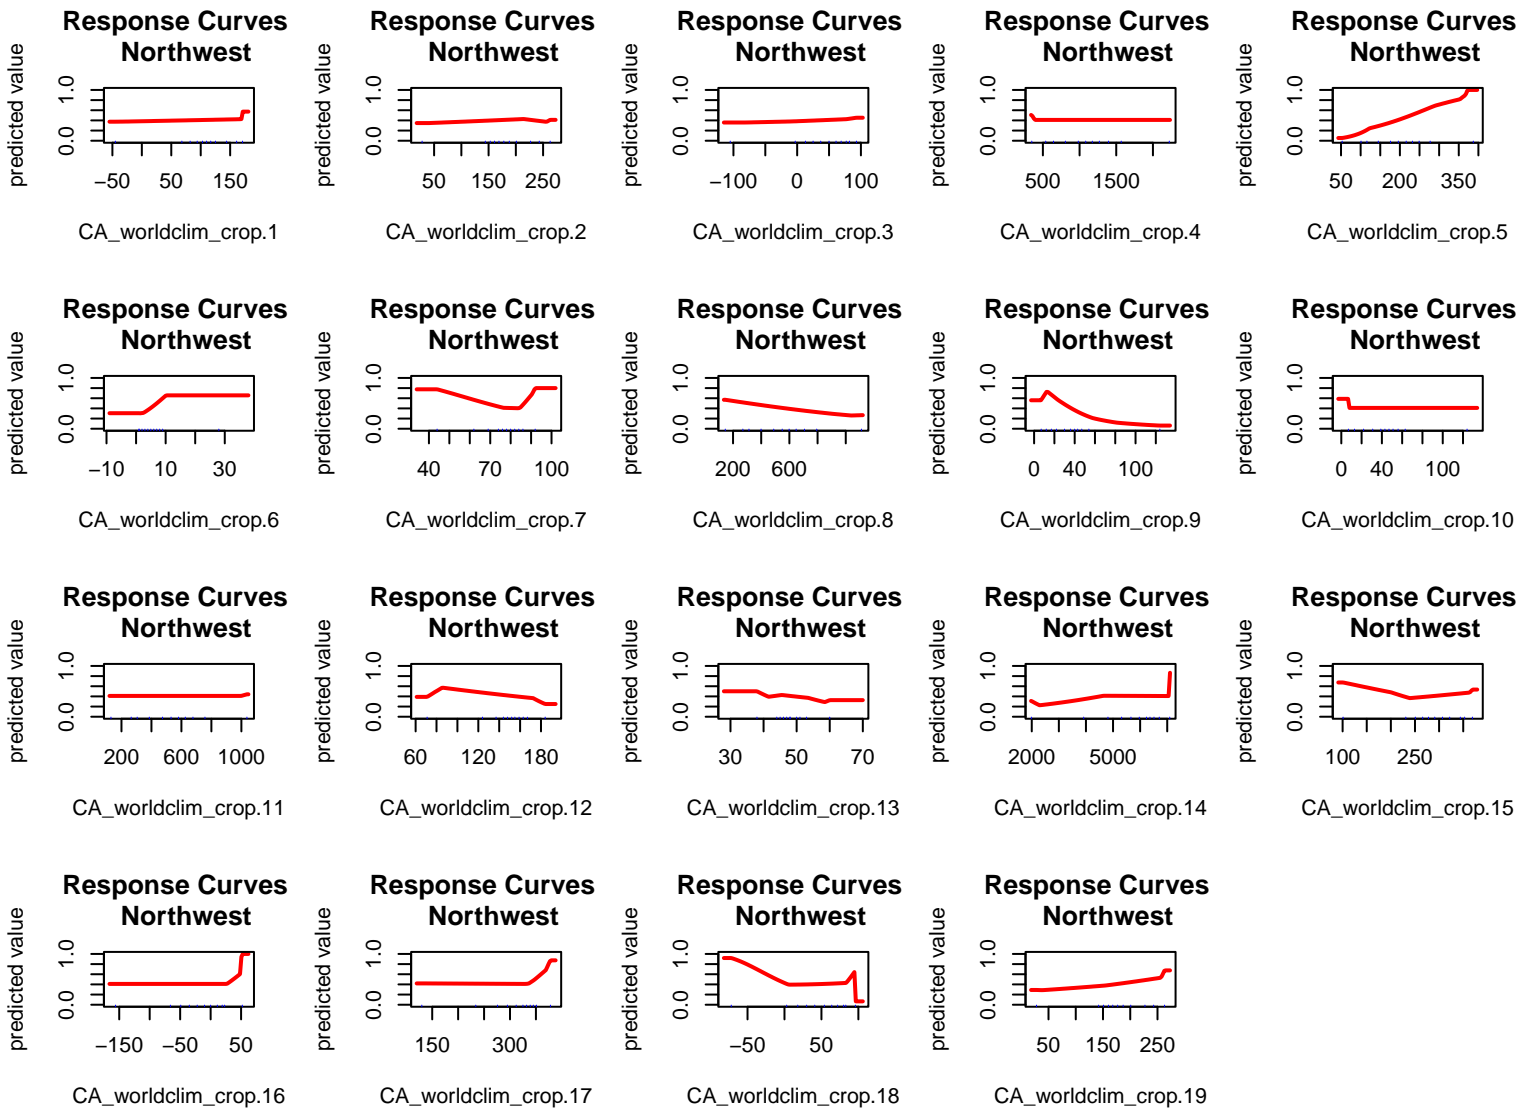 Response Curves
Northwest
predicted value
0.0 1.0
−50 50 150
CA_worldclim_crop.1
Response Curves
Northwest
predicted value
0.0 1.0
50 150 250
CA_worldclim_crop.2
Response Curves
Northwest
predicted value
0.0 1.0
−100 0 100
CA_worldclim_crop.3
Response Curves
Northwest
predicted value
0.0 1.0
500 1500
CA_worldclim_crop.4
Response Curves
Northwest
predicted value
0.0 1.0
50 200 350
CA_worldclim_crop.5
Response Curves
Northwest
predicted value
0.0 1.0
−10 10 30
CA_worldclim_crop.6
Response Curves
Northwest
predicted value
0.0 1.0
40 70 100
CA_worldclim_crop.7
Response Curves
Northwest
predicted value
0.0 1.0
200 600
CA_worldclim_crop.8
Response Curves
Northwest
predicted value
0.0 1.0
0 40 100
CA_worldclim_crop.9
Response Curves
Northwest
predicted value
0.0 1.0
0 40 100
CA_worldclim_crop.10
Response Curves
Northwest
predicted value
0.0 1.0
200 600 1000
CA_worldclim_crop.11
Response Curves
Northwest
predicted value
0.0 1.0
60 120 180
CA_worldclim_crop.12
Response Curves
Northwest
predicted value
0.0 1.0
30 50 70
CA_worldclim_crop.13
Response Curves
Northwest
predicted value
0.0 1.0
2000 5000
CA_worldclim_crop.14
Response Curves
Northwest
predicted value
0.0 1.0
100 250
CA_worldclim_crop.15
Response Curves
Northwest
predicted value
0.0 1.0
−150 −50 50
CA_worldclim_crop.16
Response Curves
Northwest
predicted value
0.0 1.0
150 300
CA_worldclim_crop.17
Response Curves
Northwest
predicted value
0.0 1.0
−50 50
CA_worldclim_crop.18
Response Curves
Northwest
predicted value
0.0 1.0
50 150 250
CA_worldclim_crop.19